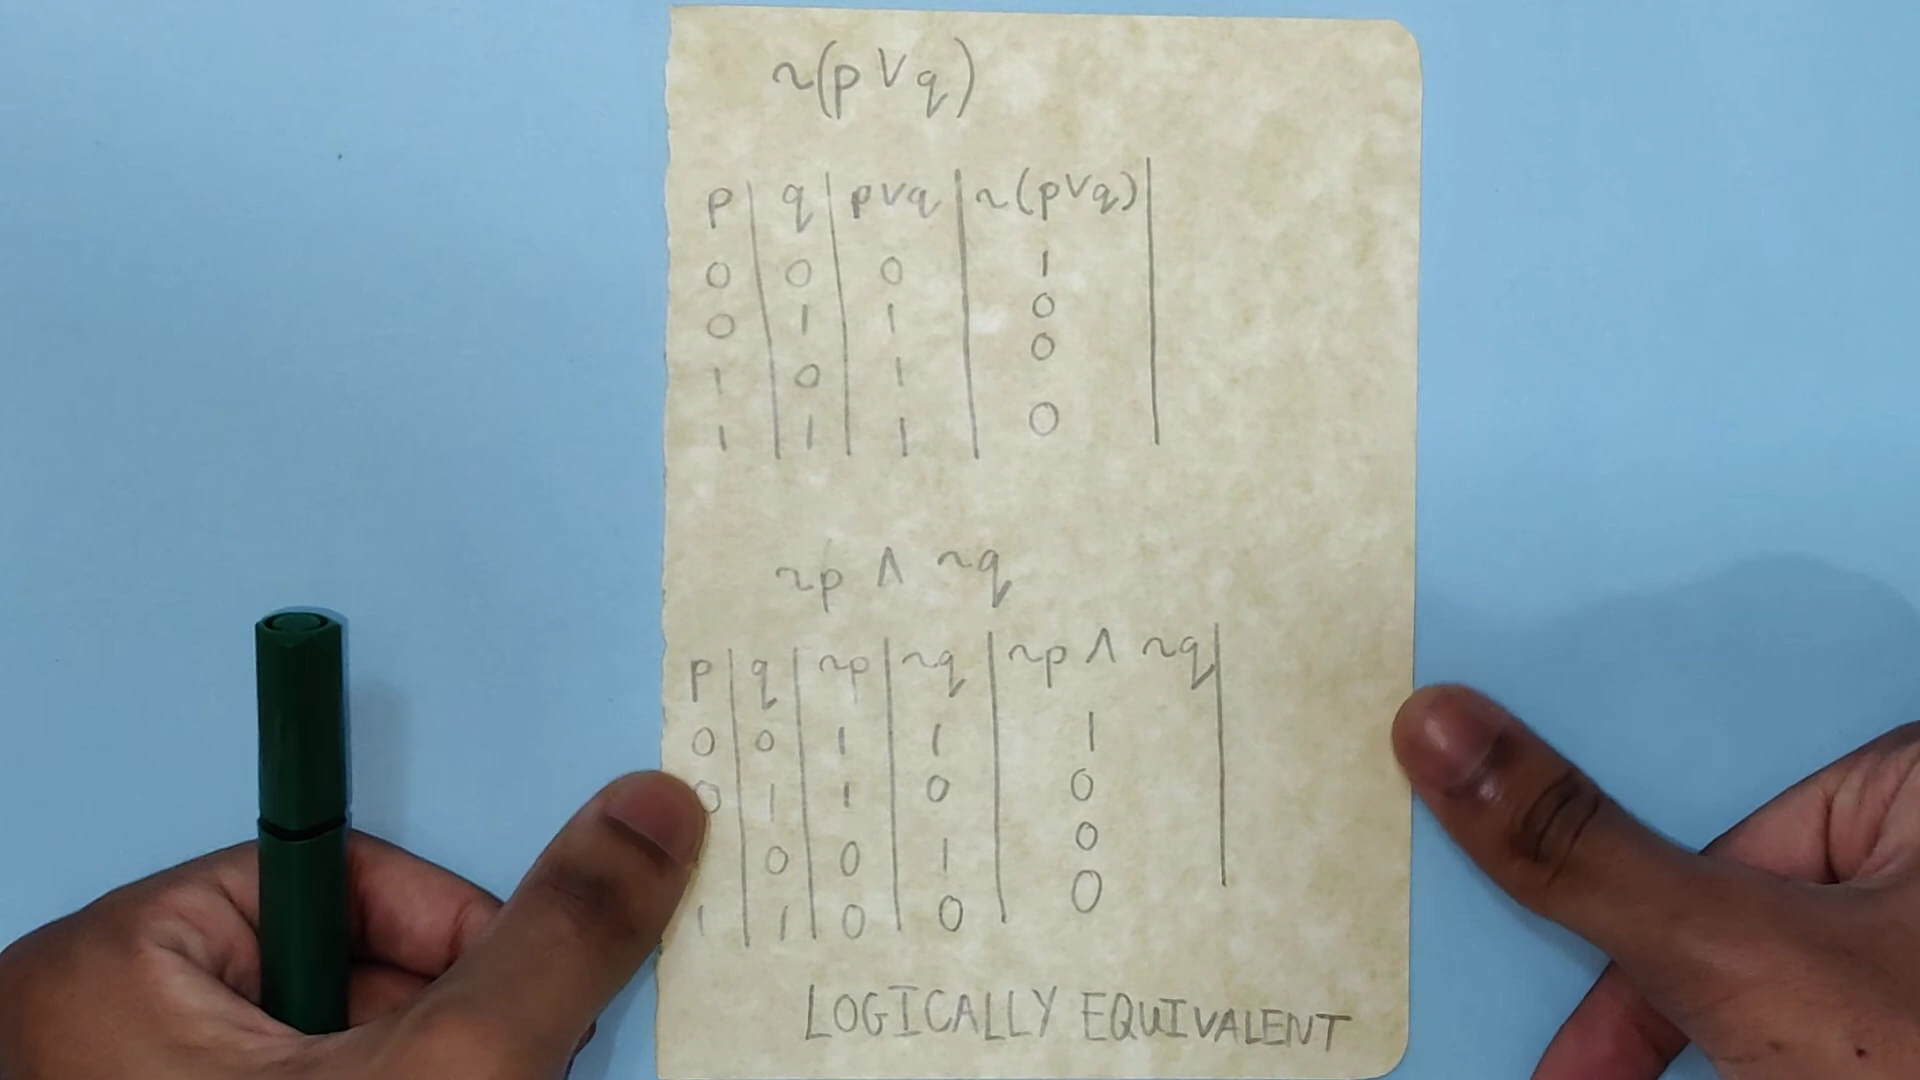 ~(p ∨ q)
p | q | p∨q | ~(p∨q) |
0 | 0 | 0 | 1
0 | 1 | 1 | 0
1 | 0 | 1 | 0
1 | 1 | 1 | 0
~p ∧ ~q
p | q | ~p | ~q | ~p ∧ ~q |
0 | 0 | 1 | 1 | 1
0 | 1 | 1 | 0 | 0
| 0 | 0 | 1 | 0
1 | 1 | 0 | 0 | 0
LOGICALLY EQUIVALENT